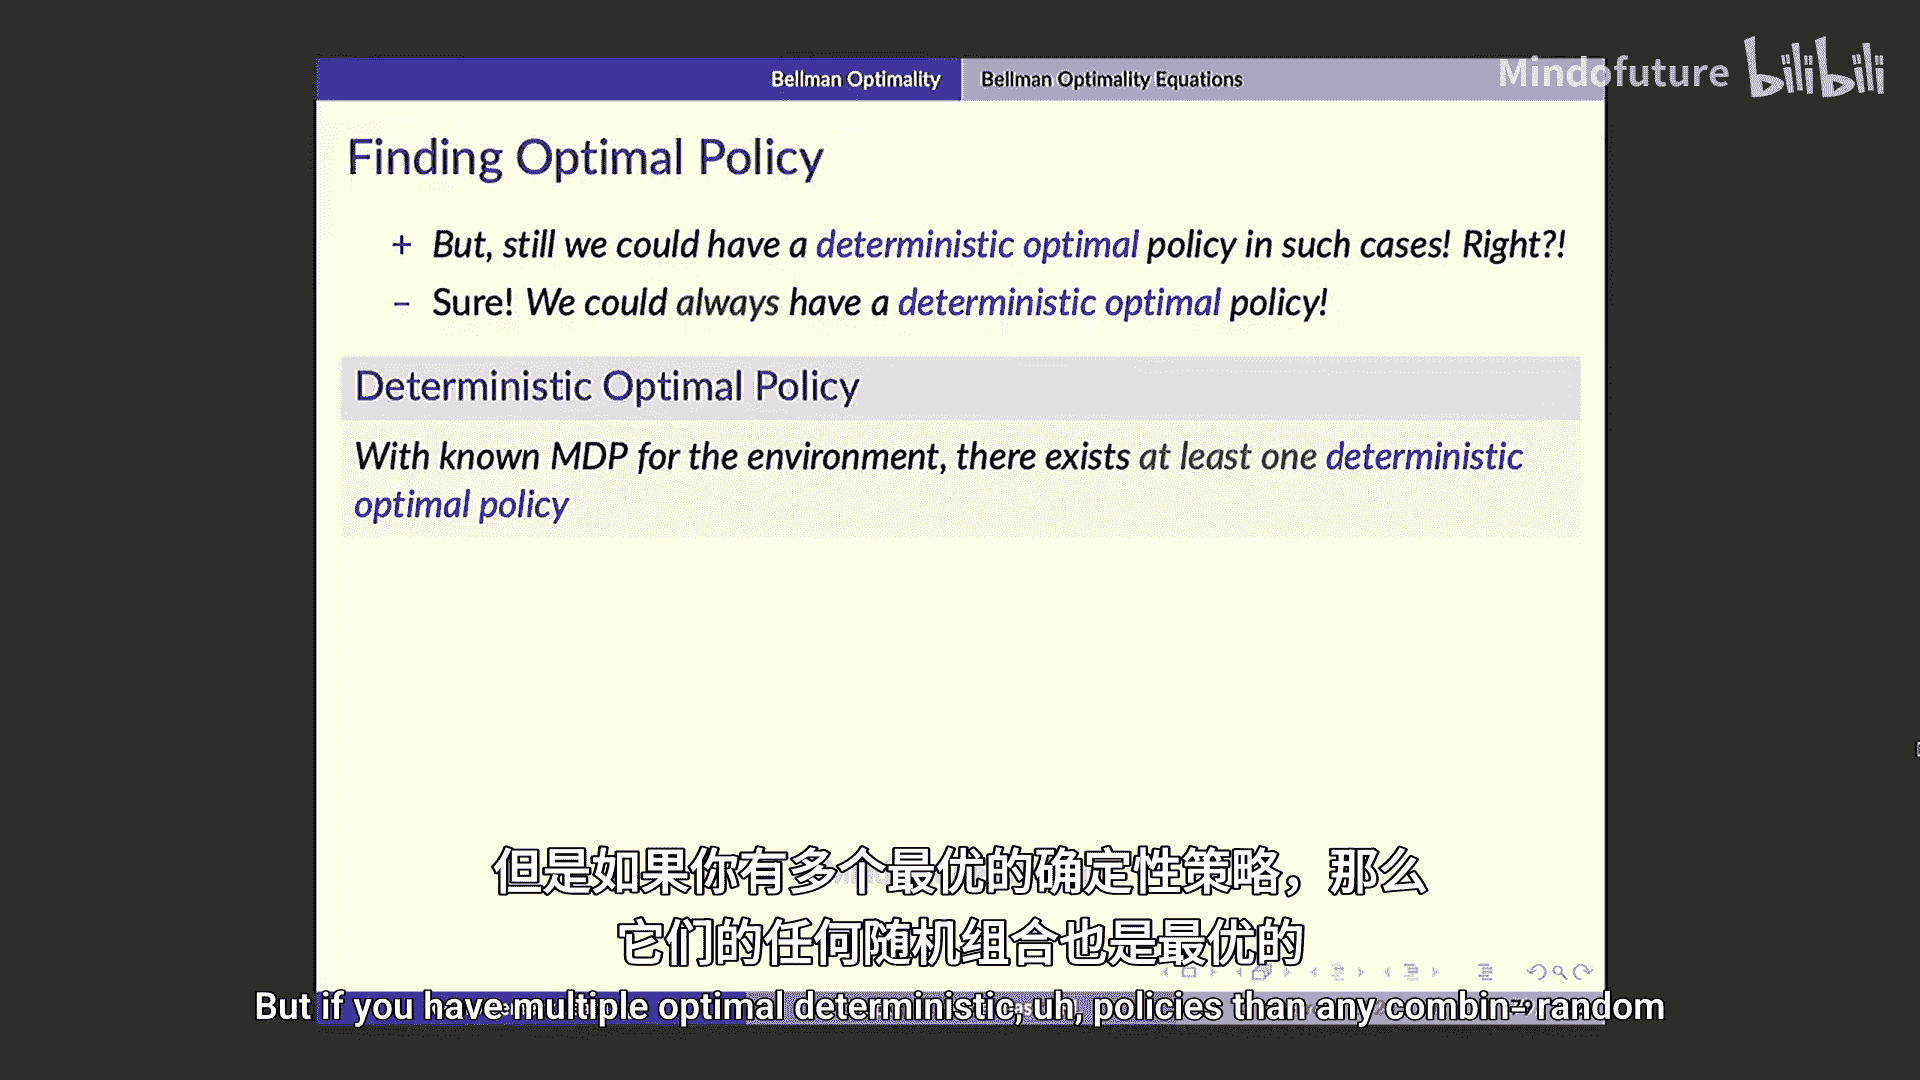 Bellman Optimality
Bellman Optimality Equations
Mindofuture bilibili
Finding Optimal Policy
+ But, still we could have a deterministic optimal policy in such cases! Right?!
– Sure! We could always have a deterministic optimal policy!
Deterministic Optimal Policy
With known MDP for the environment, there exists at least one deterministic
optimal policy
但是如果你有多个最优的确定性策略，那么
它们的任何随机组合也是最优的
But if you have multiple optimal deterministic, uh, policies than any combin- random